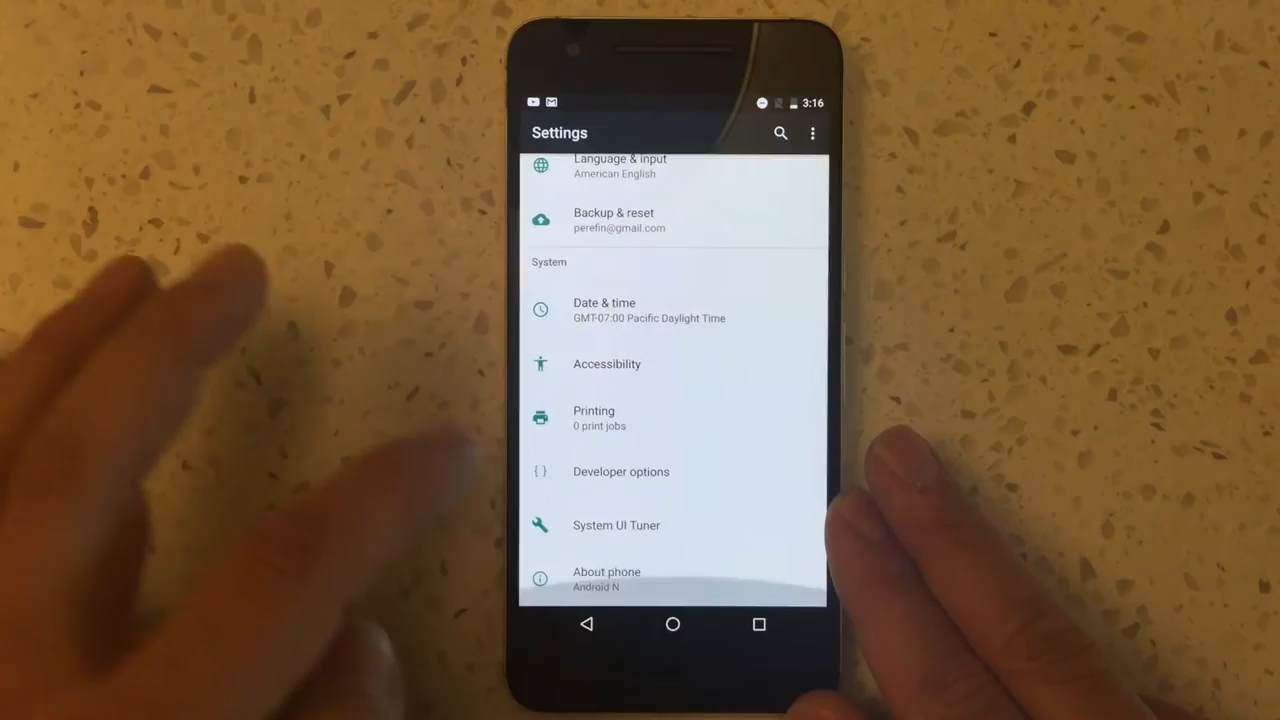 3:16
Settings
Language & input
American English
Backup & reset
perefin@gmail.com
System
Date & time
GMT-07:00 Pacific Daylight Time
Accessibility
Printing
0 print jobs
Developer options
System UI Tuner
About phone
Android N